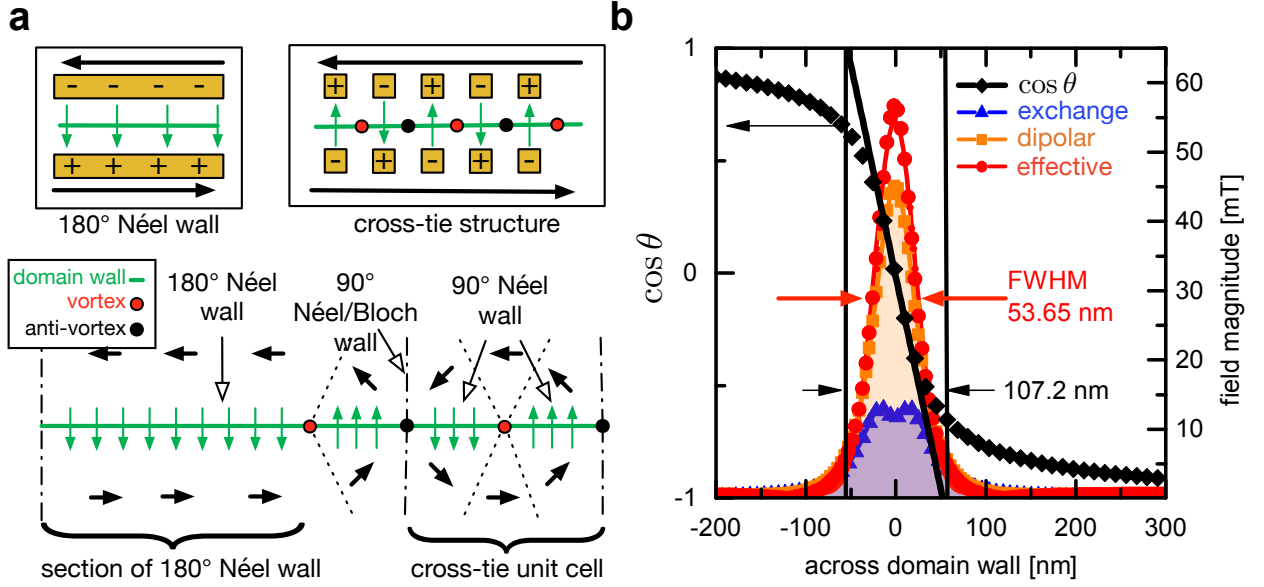 a
- - - -
+ + + +
180° Néel wall
+ - + - +
- + - + -
cross-tie structure
domain wall
vortex
anti-vortex
180° Néel
wall
90°
Néel/Bloch
wall
90° Néel
wall
section of 180° Néel wall
cross-tie unit cell
b
cos θ
exchange
dipolar
effective
FWHM
53.65 nm
107.2 nm
1
0
-1
cos θ
60
50
40
30
20
10
field magnitude [mT]
-200 -100 0 100 200 300
across domain wall [nm]